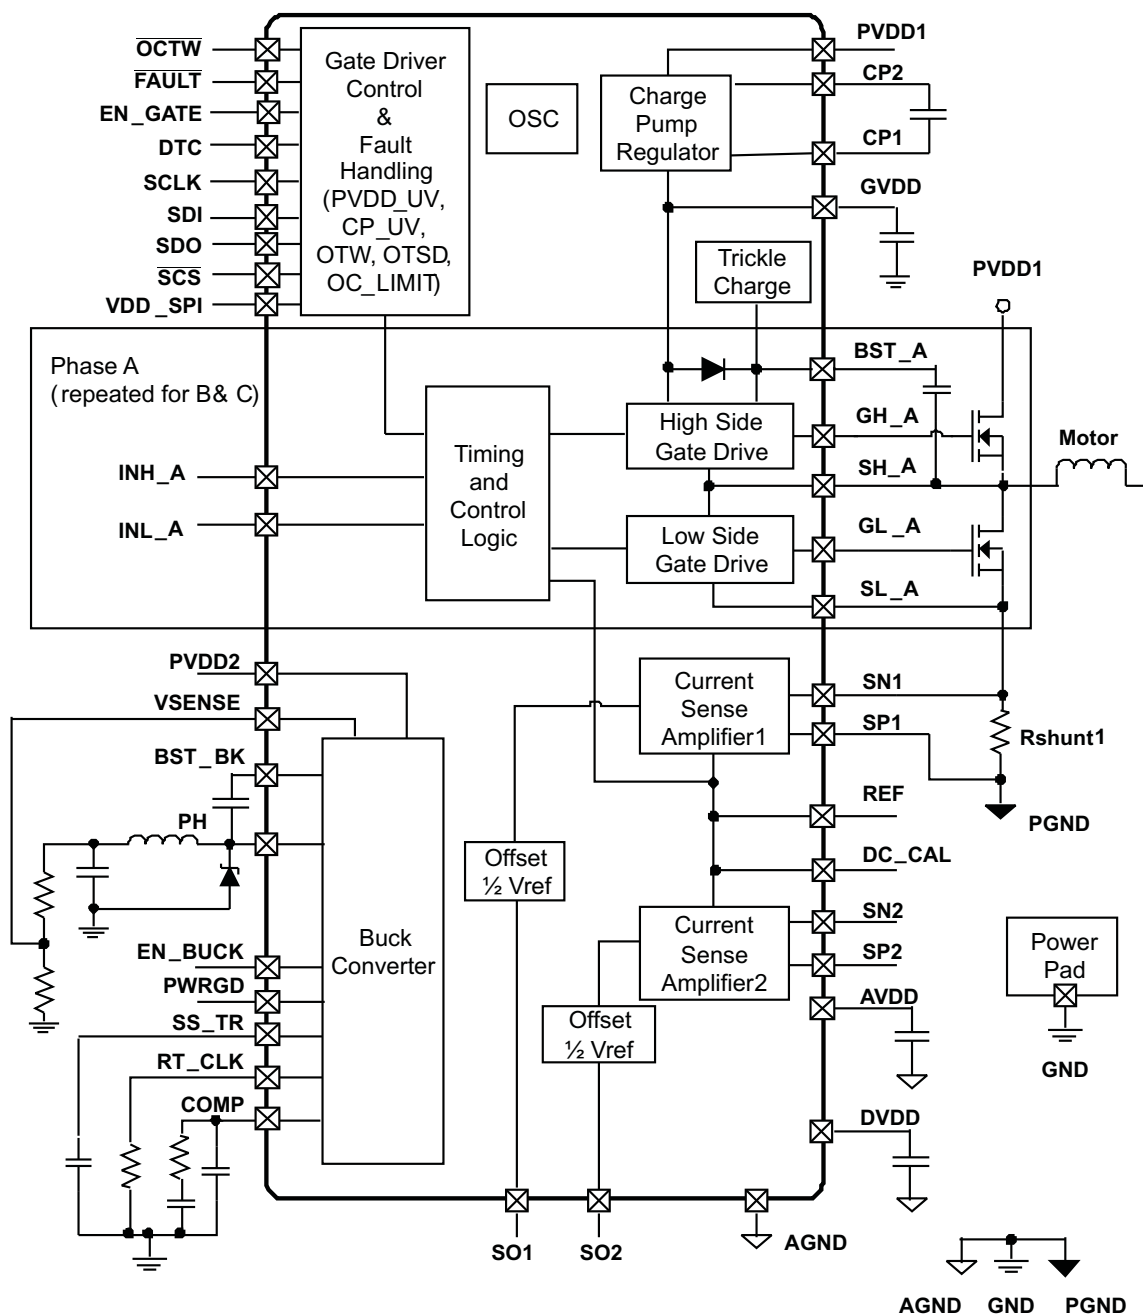 OCTW
FAULT
EN_GATE
DTC
SCLK
SDI
SDO
SCS
VDD_SPI
Gate Driver
Control
&
Fault
Handling
(PVDD_UV,
CP_UV,
OTW, OTSD,
OC_LIMIT)
OSC
Charge
Pump
Regulator
PVDD1
CP2
CP1
GVDD
Trickle
Charge
PVDD1
Phase A
(repeated for B& C)
INH_A
INL_A
Timing
and
Control
Logic
High Side
Gate Drive
Low Side
Gate Drive
BST_A
GH_A
SH_A
GL_A
SL_A
Motor
PVDD2
VSENSE
BST_BK
PH
EN_BUCK
PWRGD
SS_TR
RT_CLK
COMP
Buck
Converter
Offset
½ Vref
Current
Sense
Amplifier1
Current
Sense
Amplifier2
Offset
½ Vref
SN1
SP1
Rshunt1
PGND
REF
DC_CAL
SN2
SP2
AVDD
DVDD
Power
Pad
GND
SO1
SO2
AGND
AGND
GND
PGND